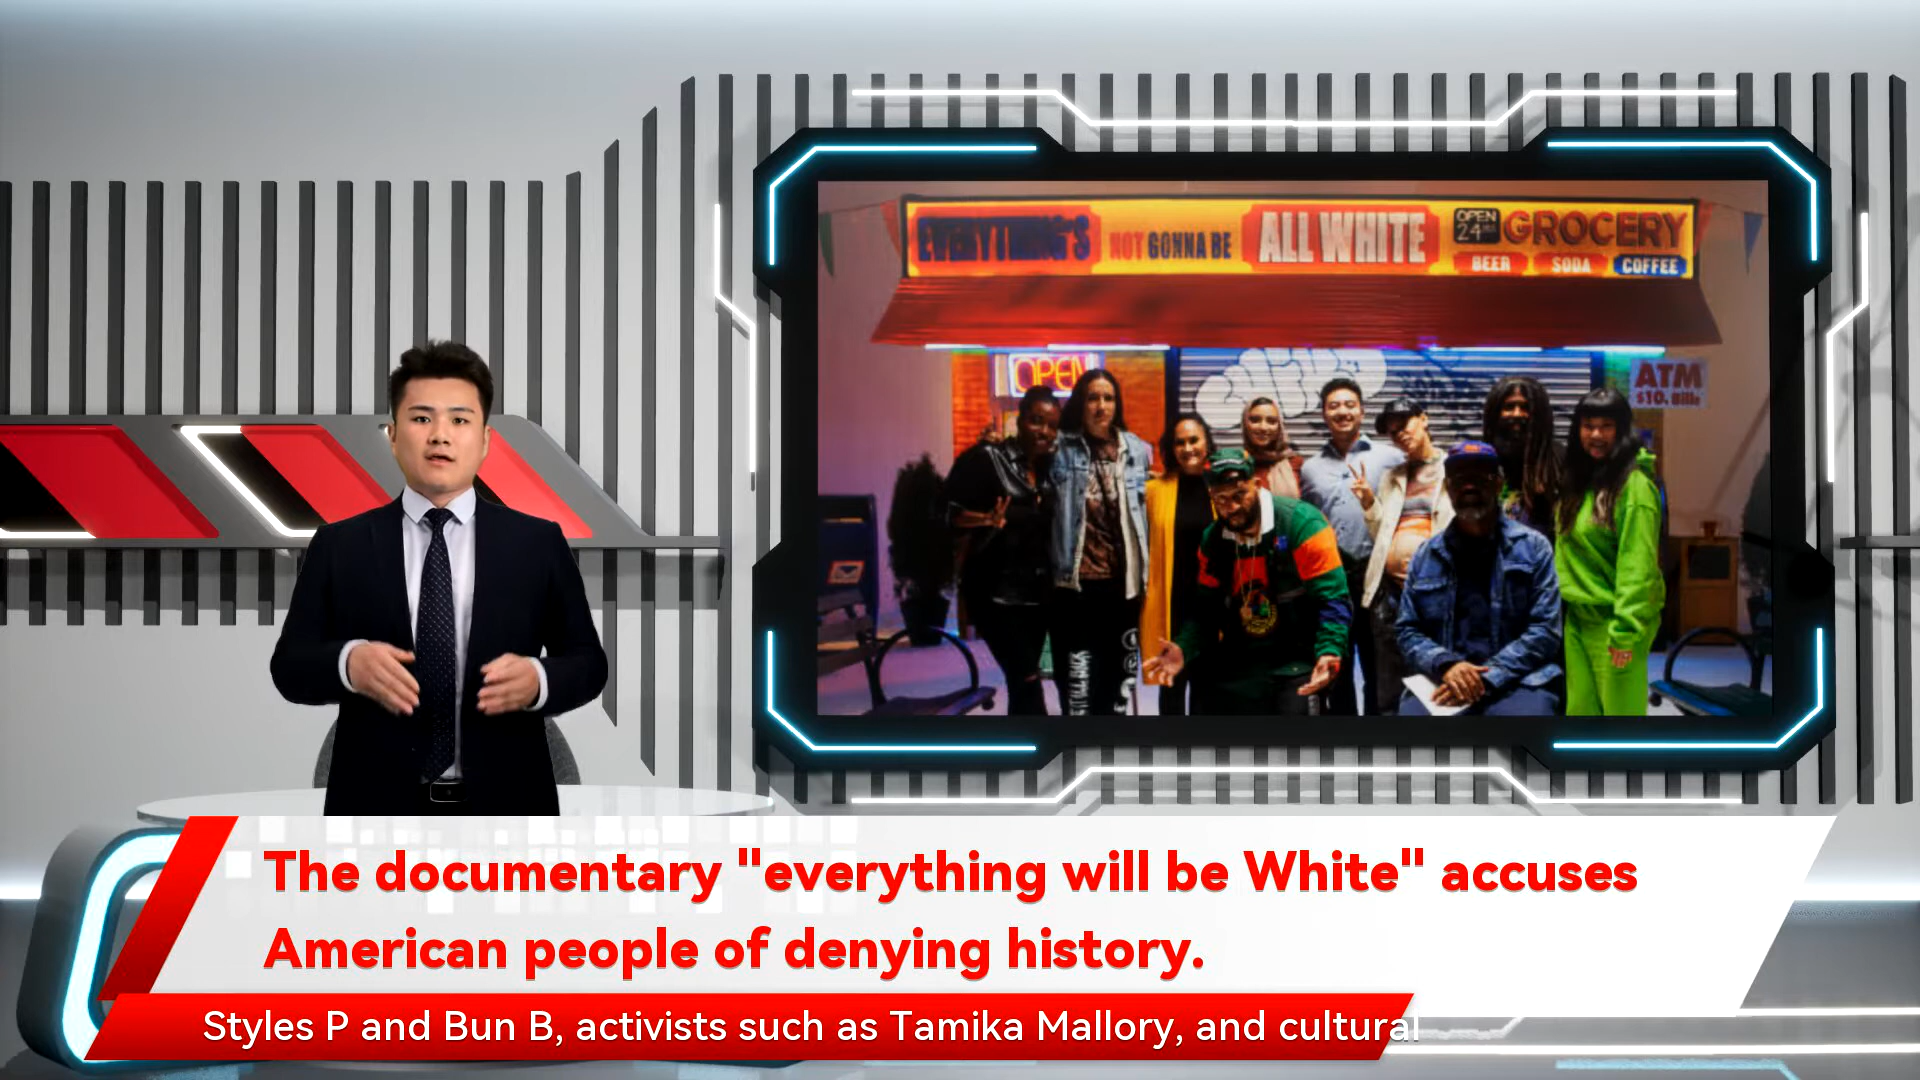 EVERYTHING'S NOT GONNA BE ALL WHITE OPEN 24 GROCERY
BEER SODA COFFEE
OPEN
ATM
$10. Bills
The documentary "everything will be White" accuses
American people of denying history.
Styles P and Bun B, activists such as Tamika Mallory, and cultural